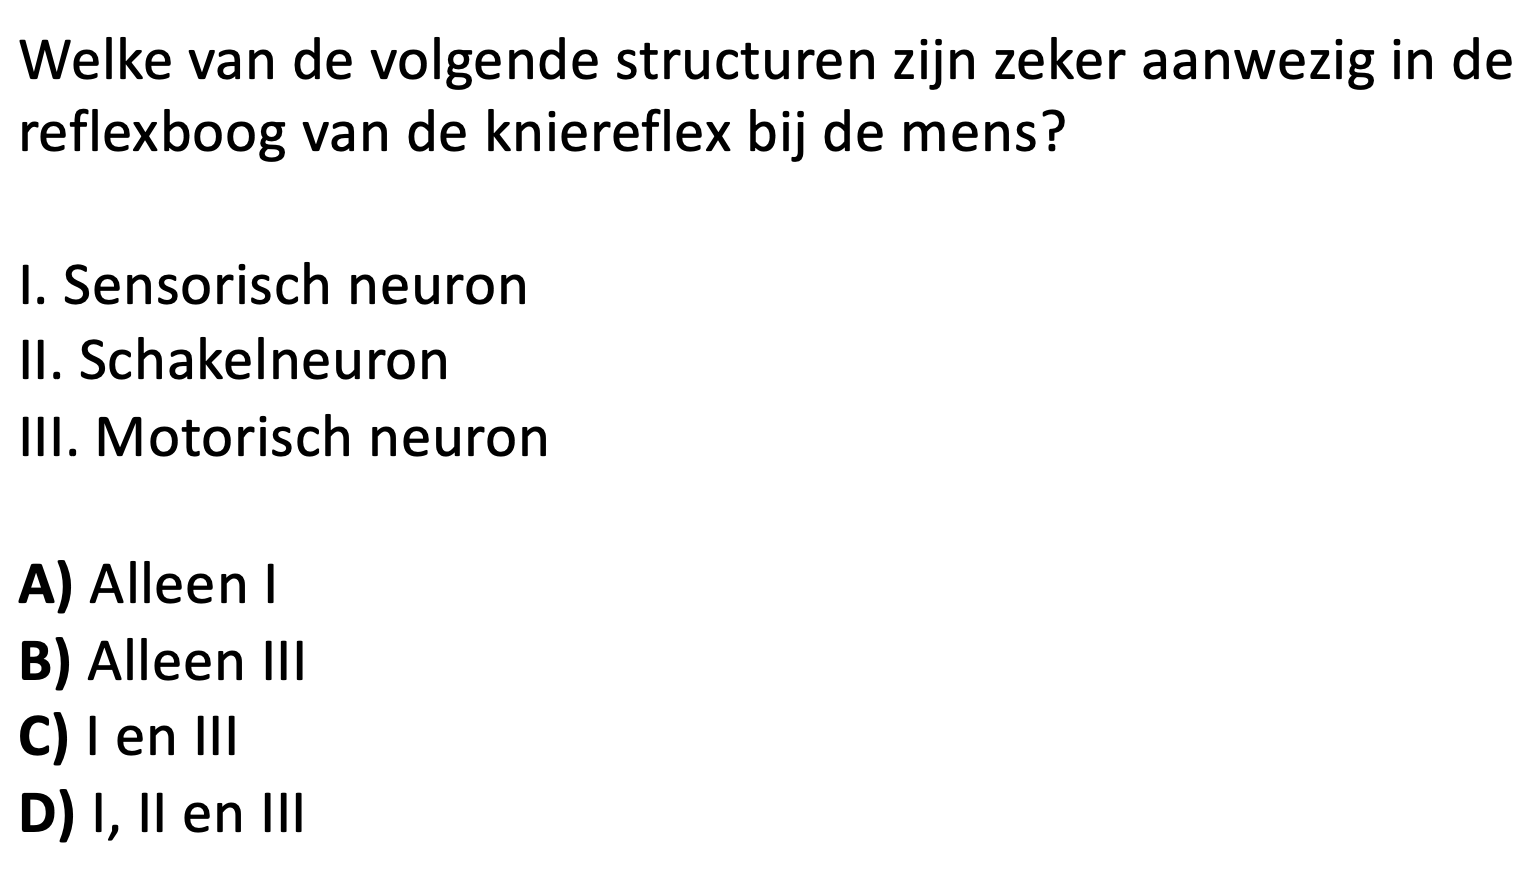 Welke van de volgende structuren zijn zeker aanwezig in de
reflexboog van de kniereflex bij de mens?
I. Sensorisch neuron
II. Schakelneuron
III. Motorisch neuron
A) Alleen I
B) Alleen III
C) I en III
D) I, II en III